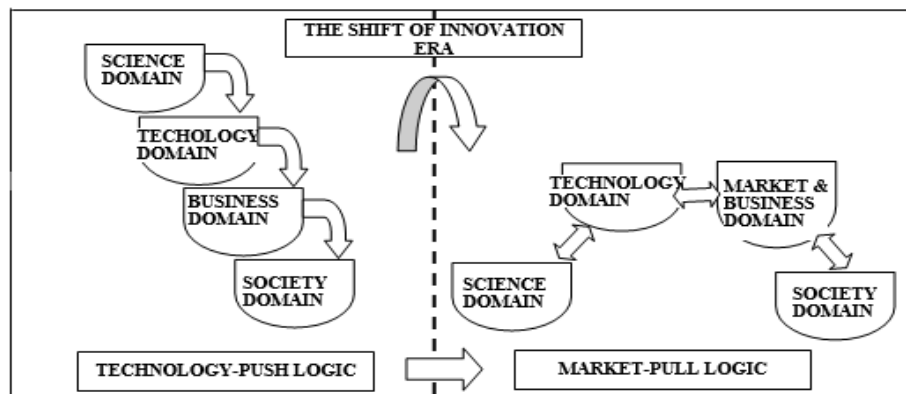 THE SHIFT OF INNOVATION
ERA
SCIENCE
DOMAIN
TECHOLOGY
DOMAIN
BUSINESS
DOMAIN
SOCIETY
DOMAIN
TECHNOLOGY-PUSH LOGIC
TECHNOLOGY
DOMAIN
MARKET &
BUSINESS
DOMAIN
SCIENCE
DOMAIN
SOCIETY
DOMAIN
MARKET-PULL LOGIC